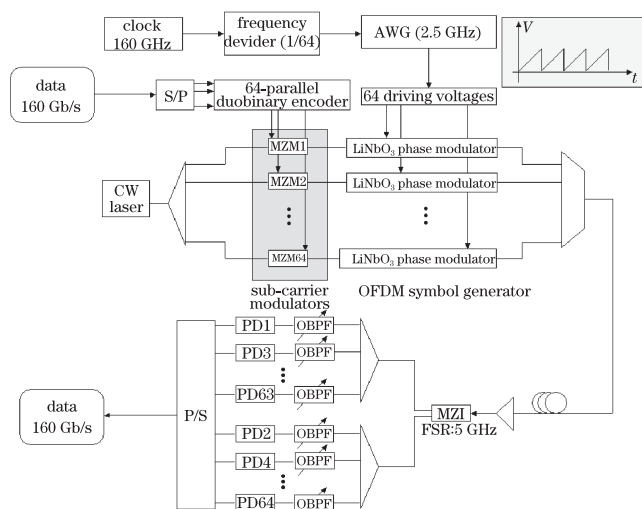 clock
160 GHz
frequency
devider (1/64)
AWG (2.5 GHz)
V
t
data
160 Gb/s
S/P
64-parallel
duobinary encoder
64 driving voltages
MZM1
LiNbO₃ phase modulator
MZM2
LiNbO₃ phase modulator
CW
laser
MZM64
LiNbO₃ phase modulator
sub-carrier
modulators
OFDM symbol generator
PD1
OBPF
PD3
OBPF
PD63
OBPF
data
160 Gb/s
P/S
MZI
FSR:5 GHz
PD2
OBPF
PD4
OBPF
PD64
OBPF